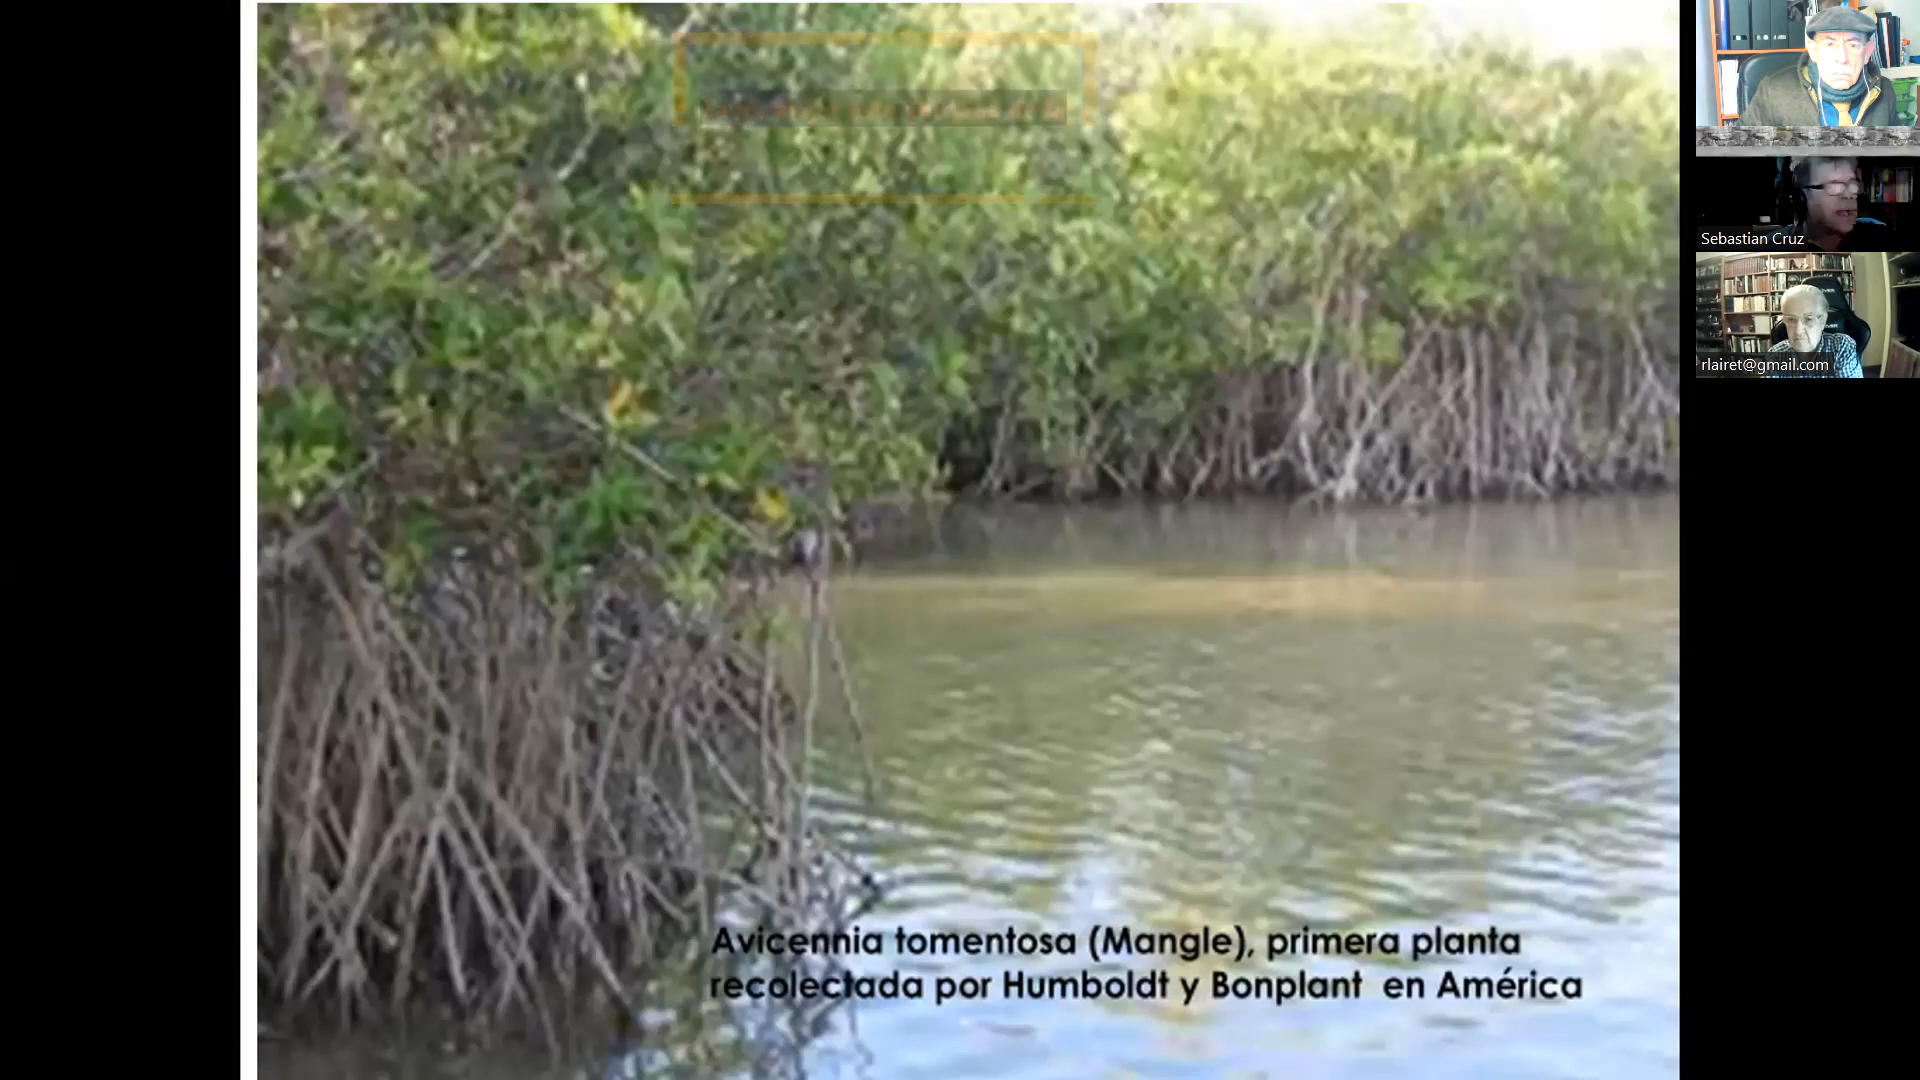 Avicennia tomentosa (Mangle), primera planta
recolectada por Humboldt y Bonplant en América
Sebastian Cruz
rlairet@gmail.com